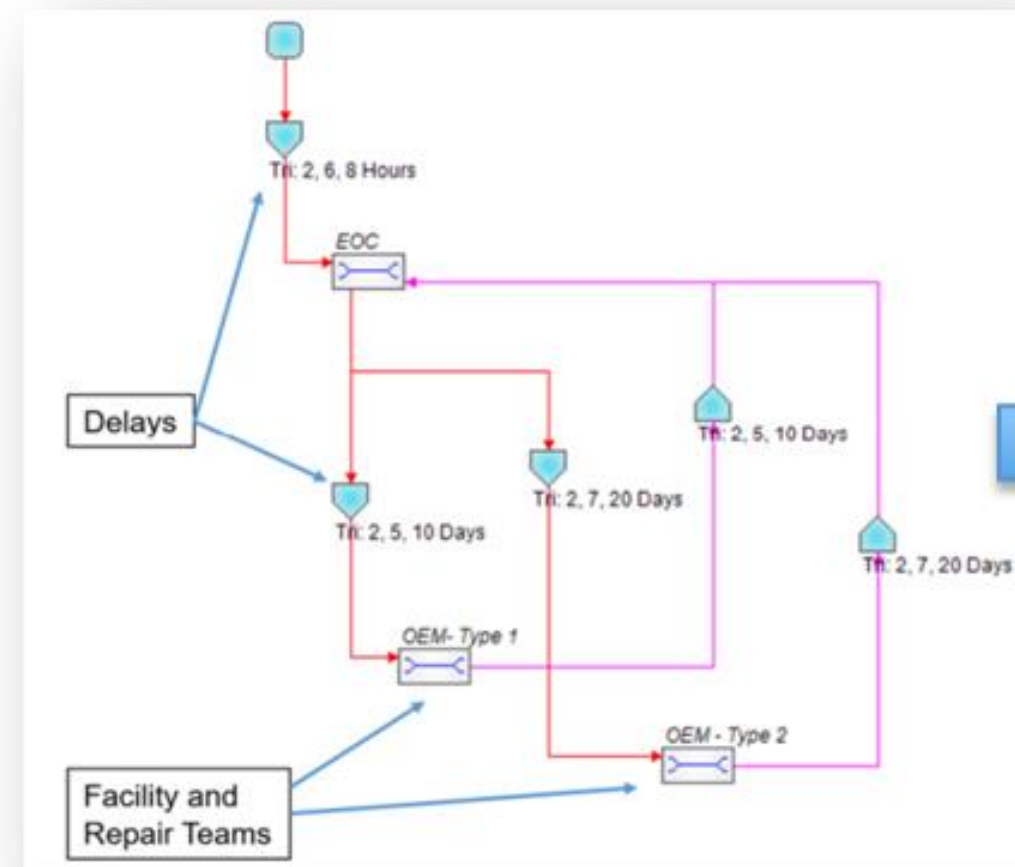 Tri: 2, 6, 8 Hours
EOC
Delays
Tri: 2, 5, 10 Days
Tri: 2, 7, 20 Days
Tri: 2, 5, 10 Days
Tri: 2, 7, 20 Days
OEM- Type 1
OEM - Type 2
Facility and
Repair Teams